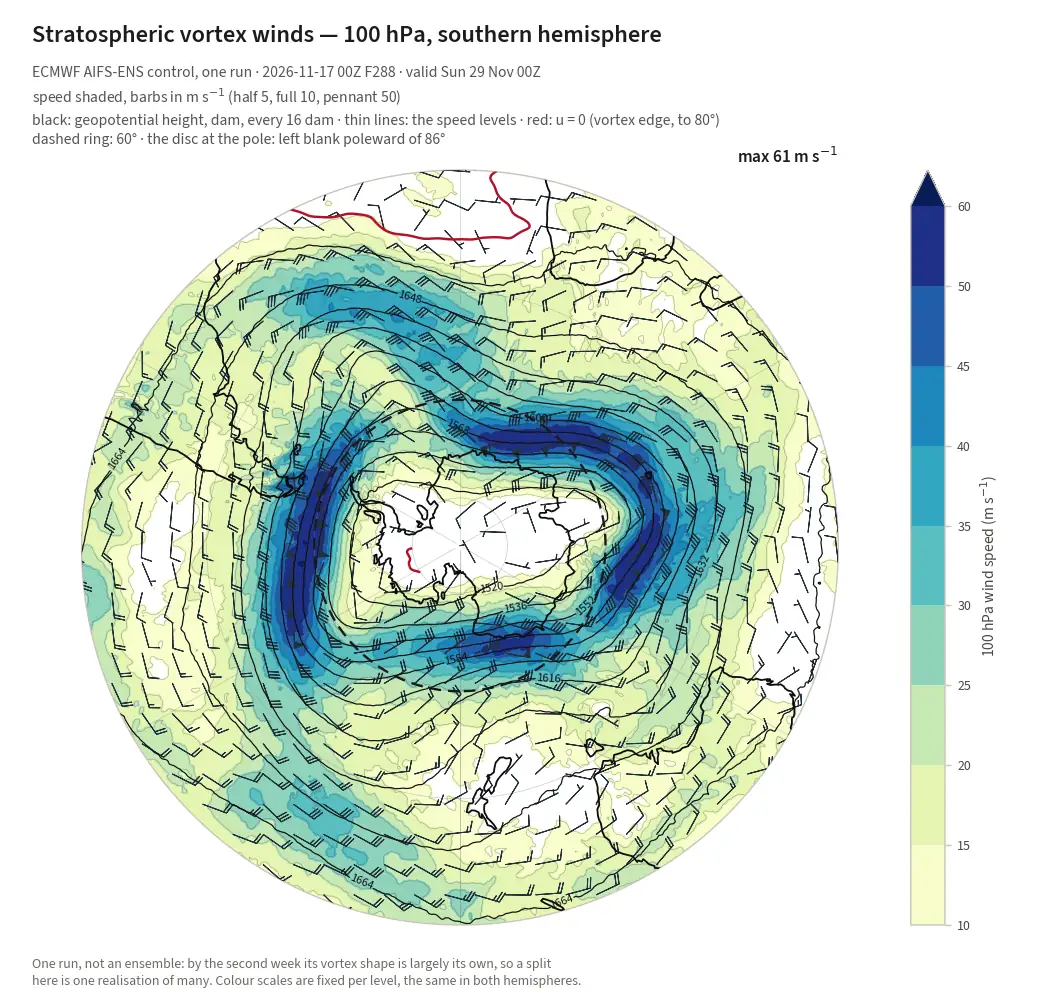 Stratospheric vortex winds — 100 hPa, southern hemisphere
ECMWF AIFS-ENS control, one run · 2026-11-17 00Z F288 · valid Sun 29 Nov 00Z
speed shaded, barbs in m s⁻¹ (half 5, full 10, pennant 50)
black: geopotential height, dam, every 16 dam · thin lines: the speed levels · red: u = 0 (vortex edge, to 80°)
dashed ring: 60° · the disc at the pole: left blank poleward of 86°
max 61 m s⁻¹
60
50
45
40
35
30
25
20
15
10
100 hPa wind speed (m s⁻¹)
1648
1600
1568
1664
1632
1520
1536
1552
1616
1664
1664
One run, not an ensemble: by the second week its vortex shape is largely its own, so a split
here is one realisation of many. Colour scales are fixed per level, the same in both hemispheres.